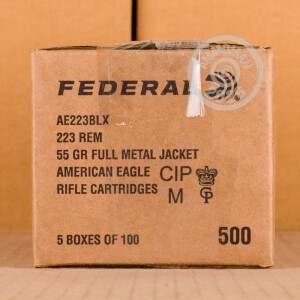 FEDERAL
AE223BLX
223 REM
55 GR FULL METAL JACKET
AMERICAN EAGLE
RIFLE CARTRIDGES
CIP
M
CP
5 BOXES OF 100
500